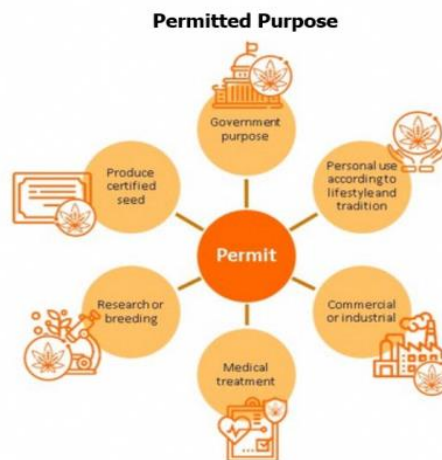 Permitted Purpose
Government
purpose
Personal use
according to
lifestyle and
tradition
Commercial
or industrial
Medical
treatment
Research or
breeding
Produce
certified
seed
Permit